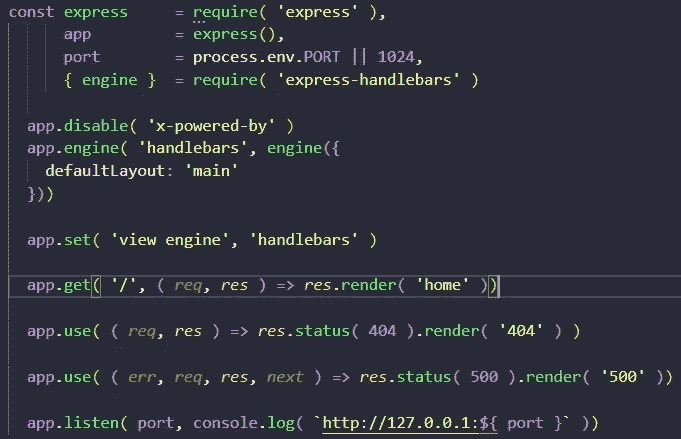 const express = require( 'express' ),
app = express(),
port = process.env.PORT || 1024,
{ engine } = require( 'express-handlebars' )
app.disable( 'x-powered-by' )
app.engine( 'handlebars', engine({
defaultLayout: 'main'
}))
app.set( 'view engine', 'handlebars' )
app.get( '/', ( req, res ) => res.render( 'home' ))
app.use( ( req, res ) => res.status( 404 ).render( '404' ) )
app.use( ( err, req, res, next ) => res.status( 500 ).render( '500' ))
app.listen( port, console.log( `http://127.0.0.1:${ port }` ))